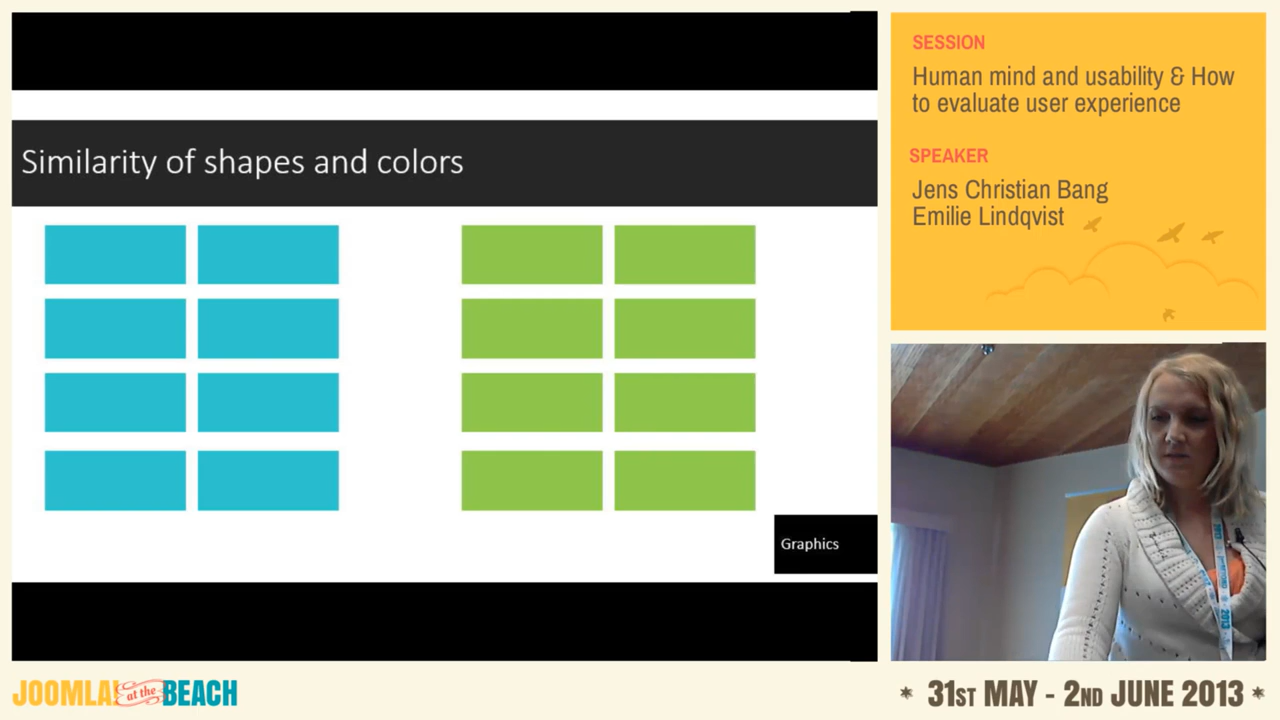 Similarity of shapes and colors
Graphics
SESSION
Human mind and usability & How
to evaluate user experience
SPEAKER
Jens Christian Bang
Emilie Lindqvist
JOOMLA! at the BEACH
* 31ST MAY - 2ND JUNE 2013 *